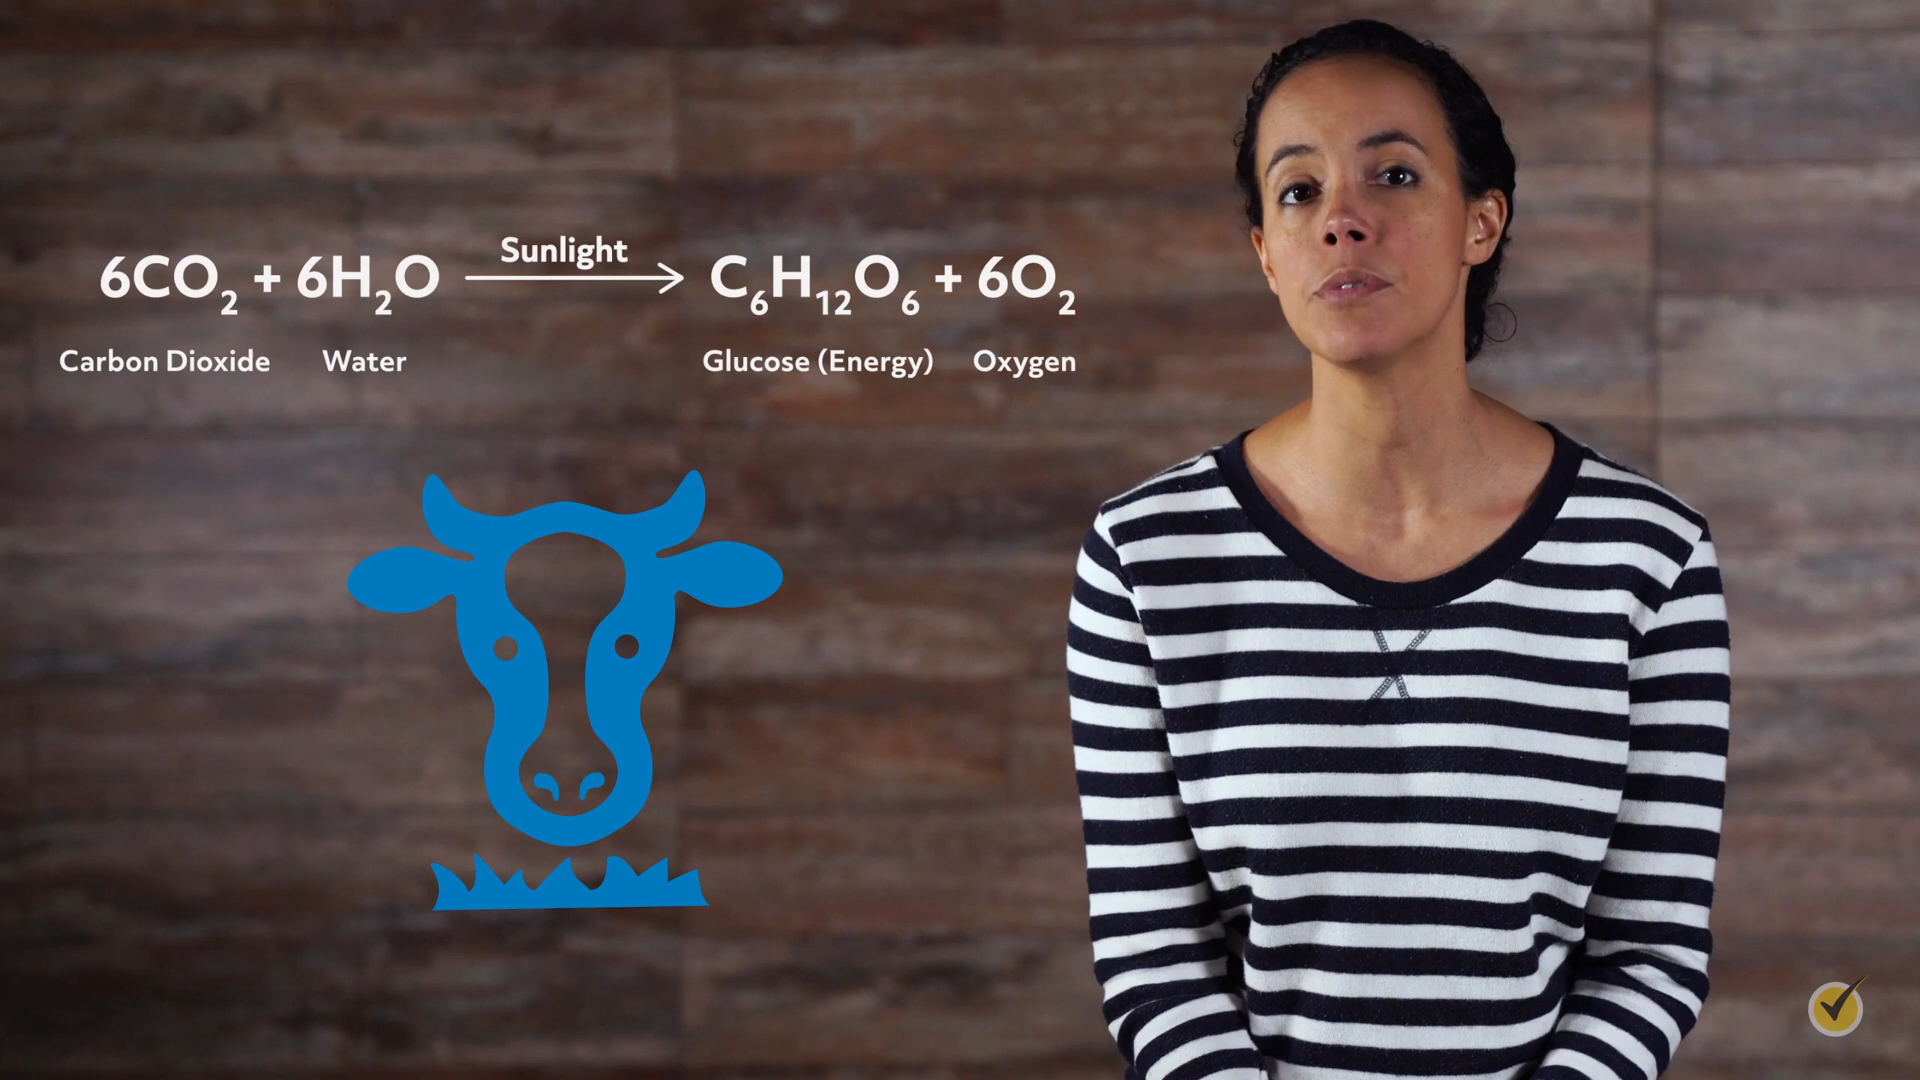 Sunlight
6CO₂ + 6H₂O → C₆H₁₂O₆ + 6O₂
Carbon Dioxide Water Glucose (Energy) Oxygen